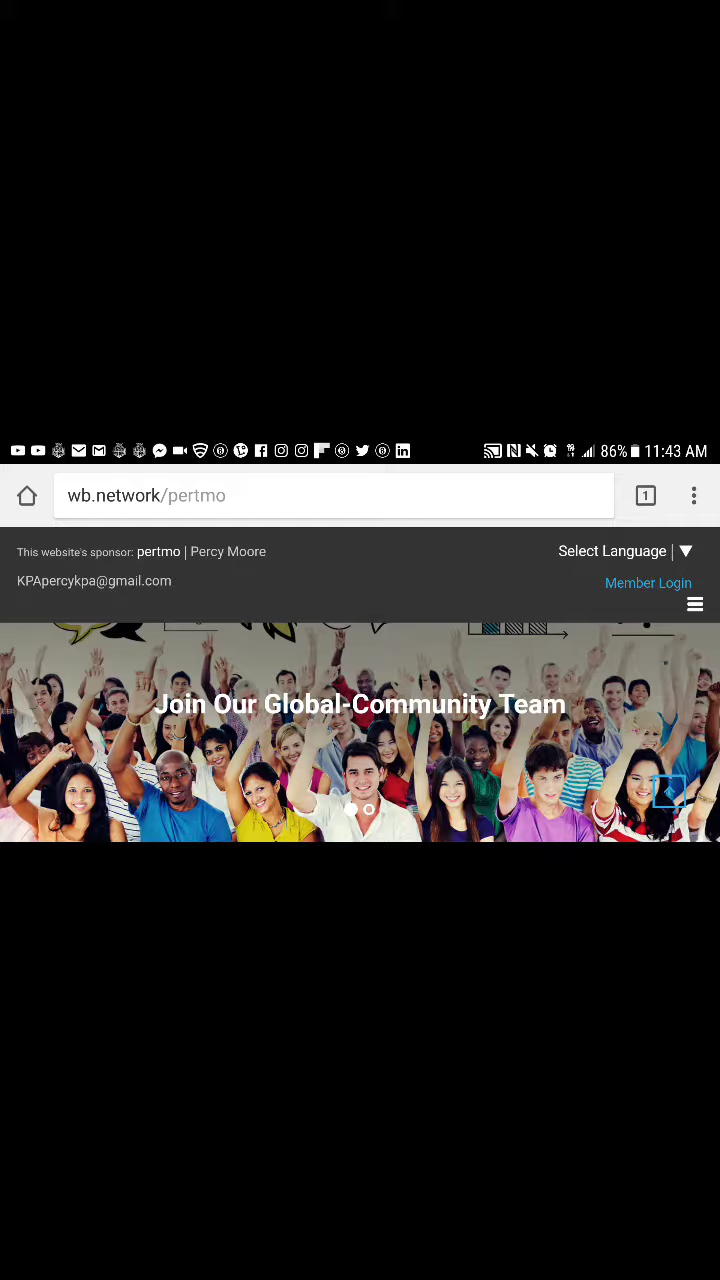 86% 11:43 AM
wb.network/pertmo
1
This website's sponsor: pertmo | Percy Moore
Select Language | ▼
KPApercykpa@gmail.com
Member Login
Join Our Global-Community Team